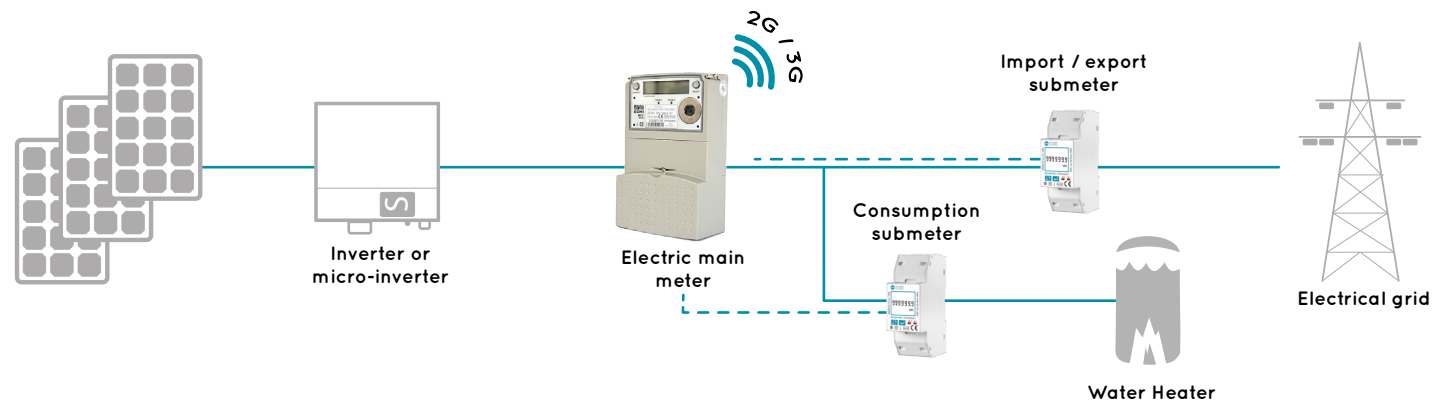 2G / 3G
Import / export
submeter
Consumption
submeter
Inverter or
micro-inverter
Electric main
meter
Electrical grid
Water Heater